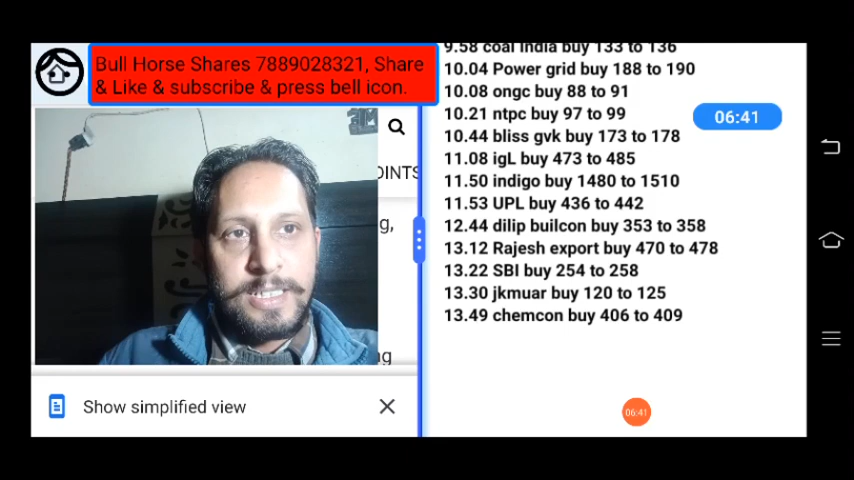 Bull Horse Shares 7889028321, Share
& Like & subscribe & press bell icon.
OINTS
g,
ng
Show simplified view
9.58 coal india buy 133 to 136
10.04 Power grid buy 188 to 190
10.08 ongc buy 88 to 91
10.21 ntpc buy 97 to 99
10.44 bliss gvk buy 173 to 178
11.08 igL buy 473 to 485
11.50 indigo buy 1480 to 1510
11.53 UPL buy 436 to 442
12.44 dilip builcon buy 353 to 358
13.12 Rajesh export buy 470 to 478
13.22 SBI buy 254 to 258
13.30 jkmuar buy 120 to 125
13.49 chemcon buy 406 to 409
06:41
06:41